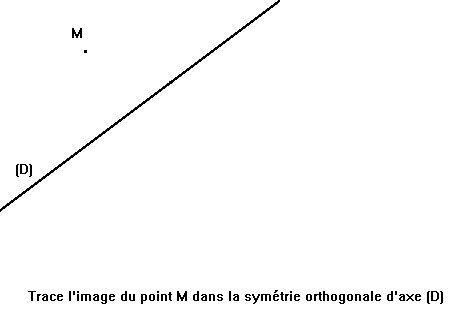 M
(D)
Trace l'image du point M dans la symétrie orthogonale d'axe (D)